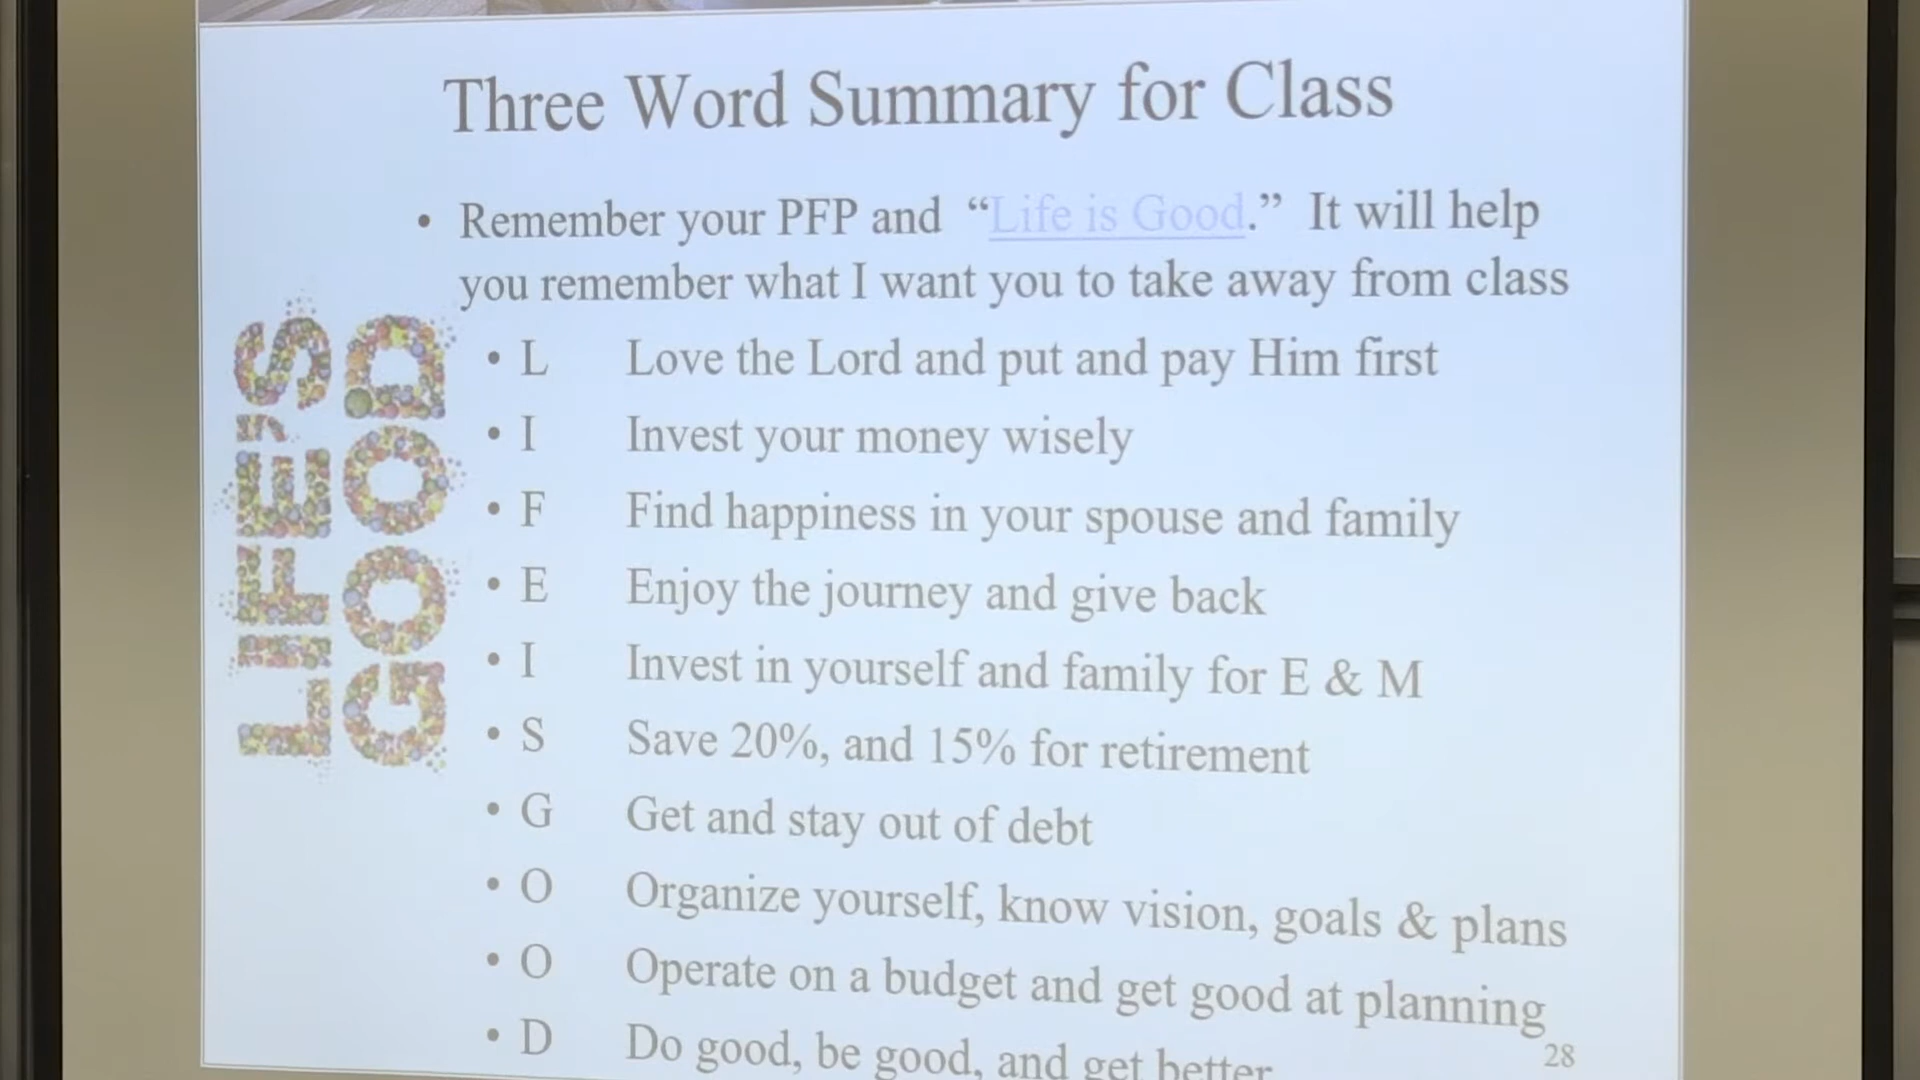 Three Word Summary for Class
• Remember your PFP and “Life is Good.” It will help
you remember what I want you to take away from class
LIFE'S
GOOD
• L Love the Lord and put and pay Him first
• I Invest your money wisely
• F Find happiness in your spouse and family
• E Enjoy the journey and give back
• I Invest in yourself and family for E & M
• S Save 20%, and 15% for retirement
• G Get and stay out of debt
• O Organize yourself, know vision, goals & plans
• O Operate on a budget and get good at planning
• D Do good, be good, and get better
28